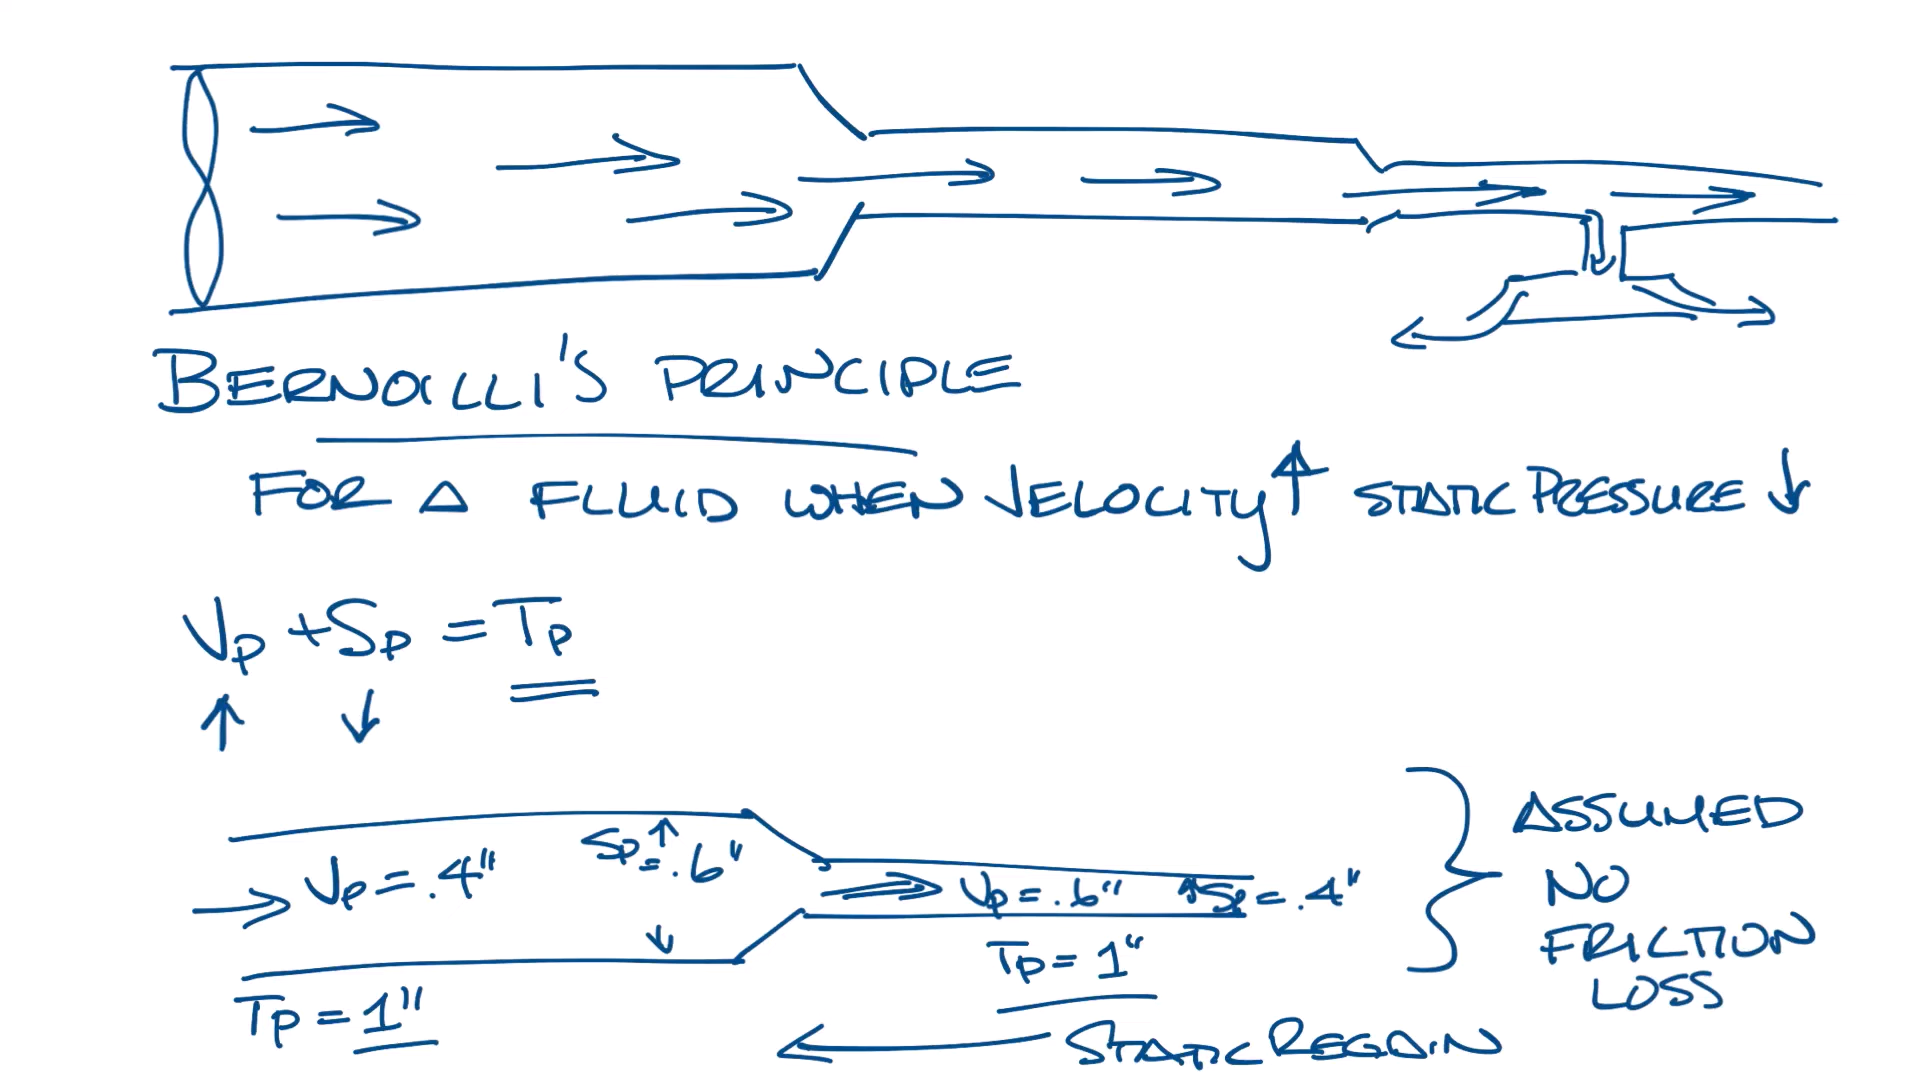 BERNOILLI'S PRINCIPLE
FOR A FLUID WHEN VELOCITY↑ STATIC PRESSURE ↓
Vp + Sp = Tp
↑ ↓
Vp = .4" Sp = .6" Vp = .6" Sp = .4"
Tp = 1" Tp = 1"
STATIC REGAIN
ASSUMED
NO
FRICTION
LOSS